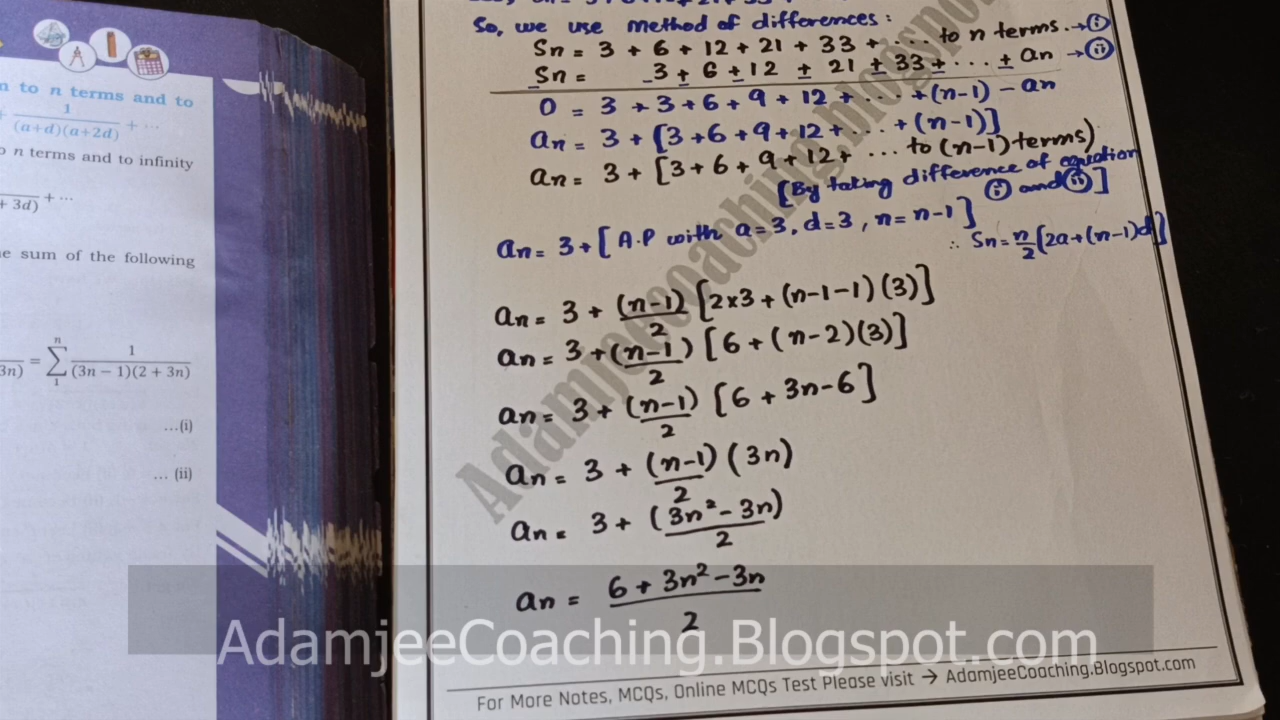 n to n terms and to
1/(a+d)(a+2d) + ...
n terms and to infinity
+ 3d) + ...
e sum of the following
3n) = ∑ n 1 1/(3n − 1)(2 + 3n)
...(i)
... (ii)
So, we use method of differences:
Sn = 3 + 6 + 12 + 21 + 33 + .... to n terms. → (i)
Sn = 3 ± 6 ± 12 ± 21 ± 33 ± ... ± an → (ii)
0 = 3 + 3 + 6 + 9 + 12 + .... + (n-1) - an
an = 3 + [3 + 6 + 9 + 12 + ... + (n-1)]
an = 3 + [3 + 6 + 9 + 12 + ... to (n-1) terms)
[By taking difference of equation
(i) and (ii)]
an = 3 + [A.P with a = 3, d = 3, n = n-1]
∴ Sn = n/2 [2a + (n-1)d]
an = 3 + (n-1)/2 [2×3 + (n-1-1)(3)]
an = 3 + (n-1)/2 [6 + (n-2)(3)]
an = 3 + (n-1)/2 [6 + 3n - 6]
an = 3 + (n-1)/2 (3n)
an = 3 + (3n² - 3n)/2
an = 6 + 3n² - 3n / 2
Adamjeecoaching.blogspot
AdamjeeCoaching.Blogspot.com
For More Notes, MCQs, Online MCQs Test Please visit → AdamjeeCoaching.Blogspot.com